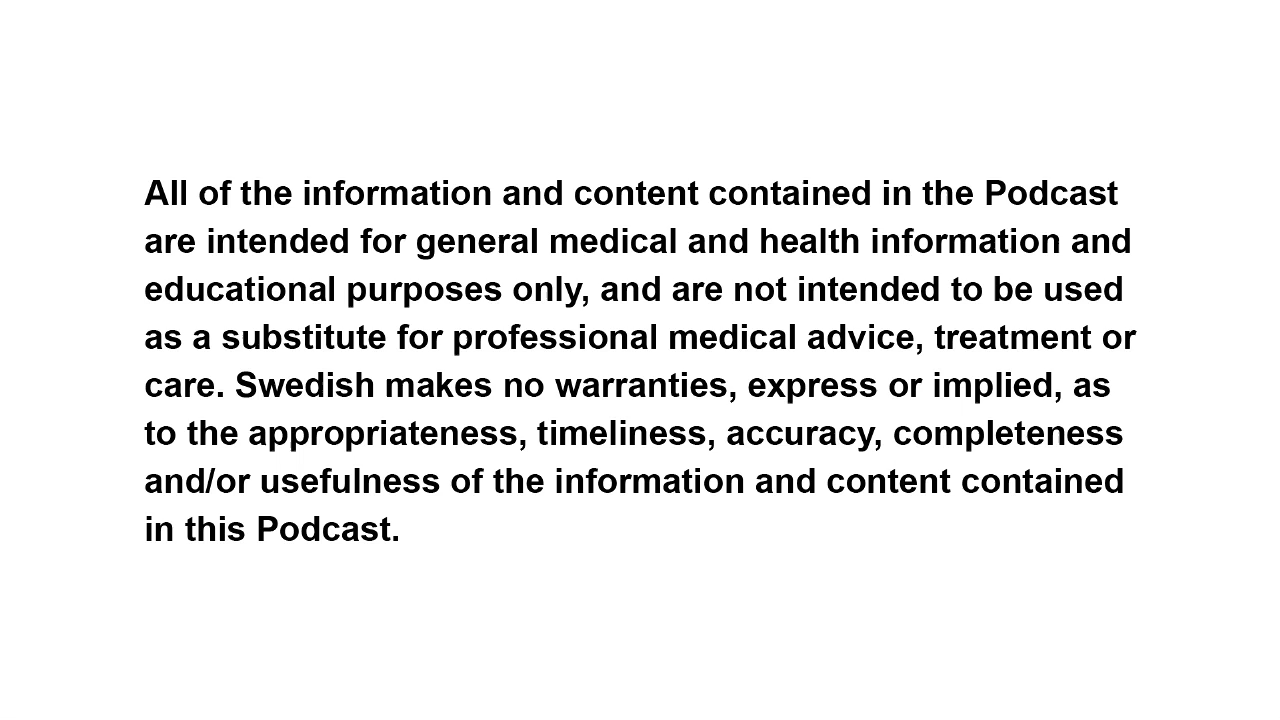 All of the information and content contained in the Podcast
are intended for general medical and health information and
educational purposes only, and are not intended to be used
as a substitute for professional medical advice, treatment or
care. Swedish makes no warranties, express or implied, as
to the appropriateness, timeliness, accuracy, completeness
and/or usefulness of the information and content contained
in this Podcast.